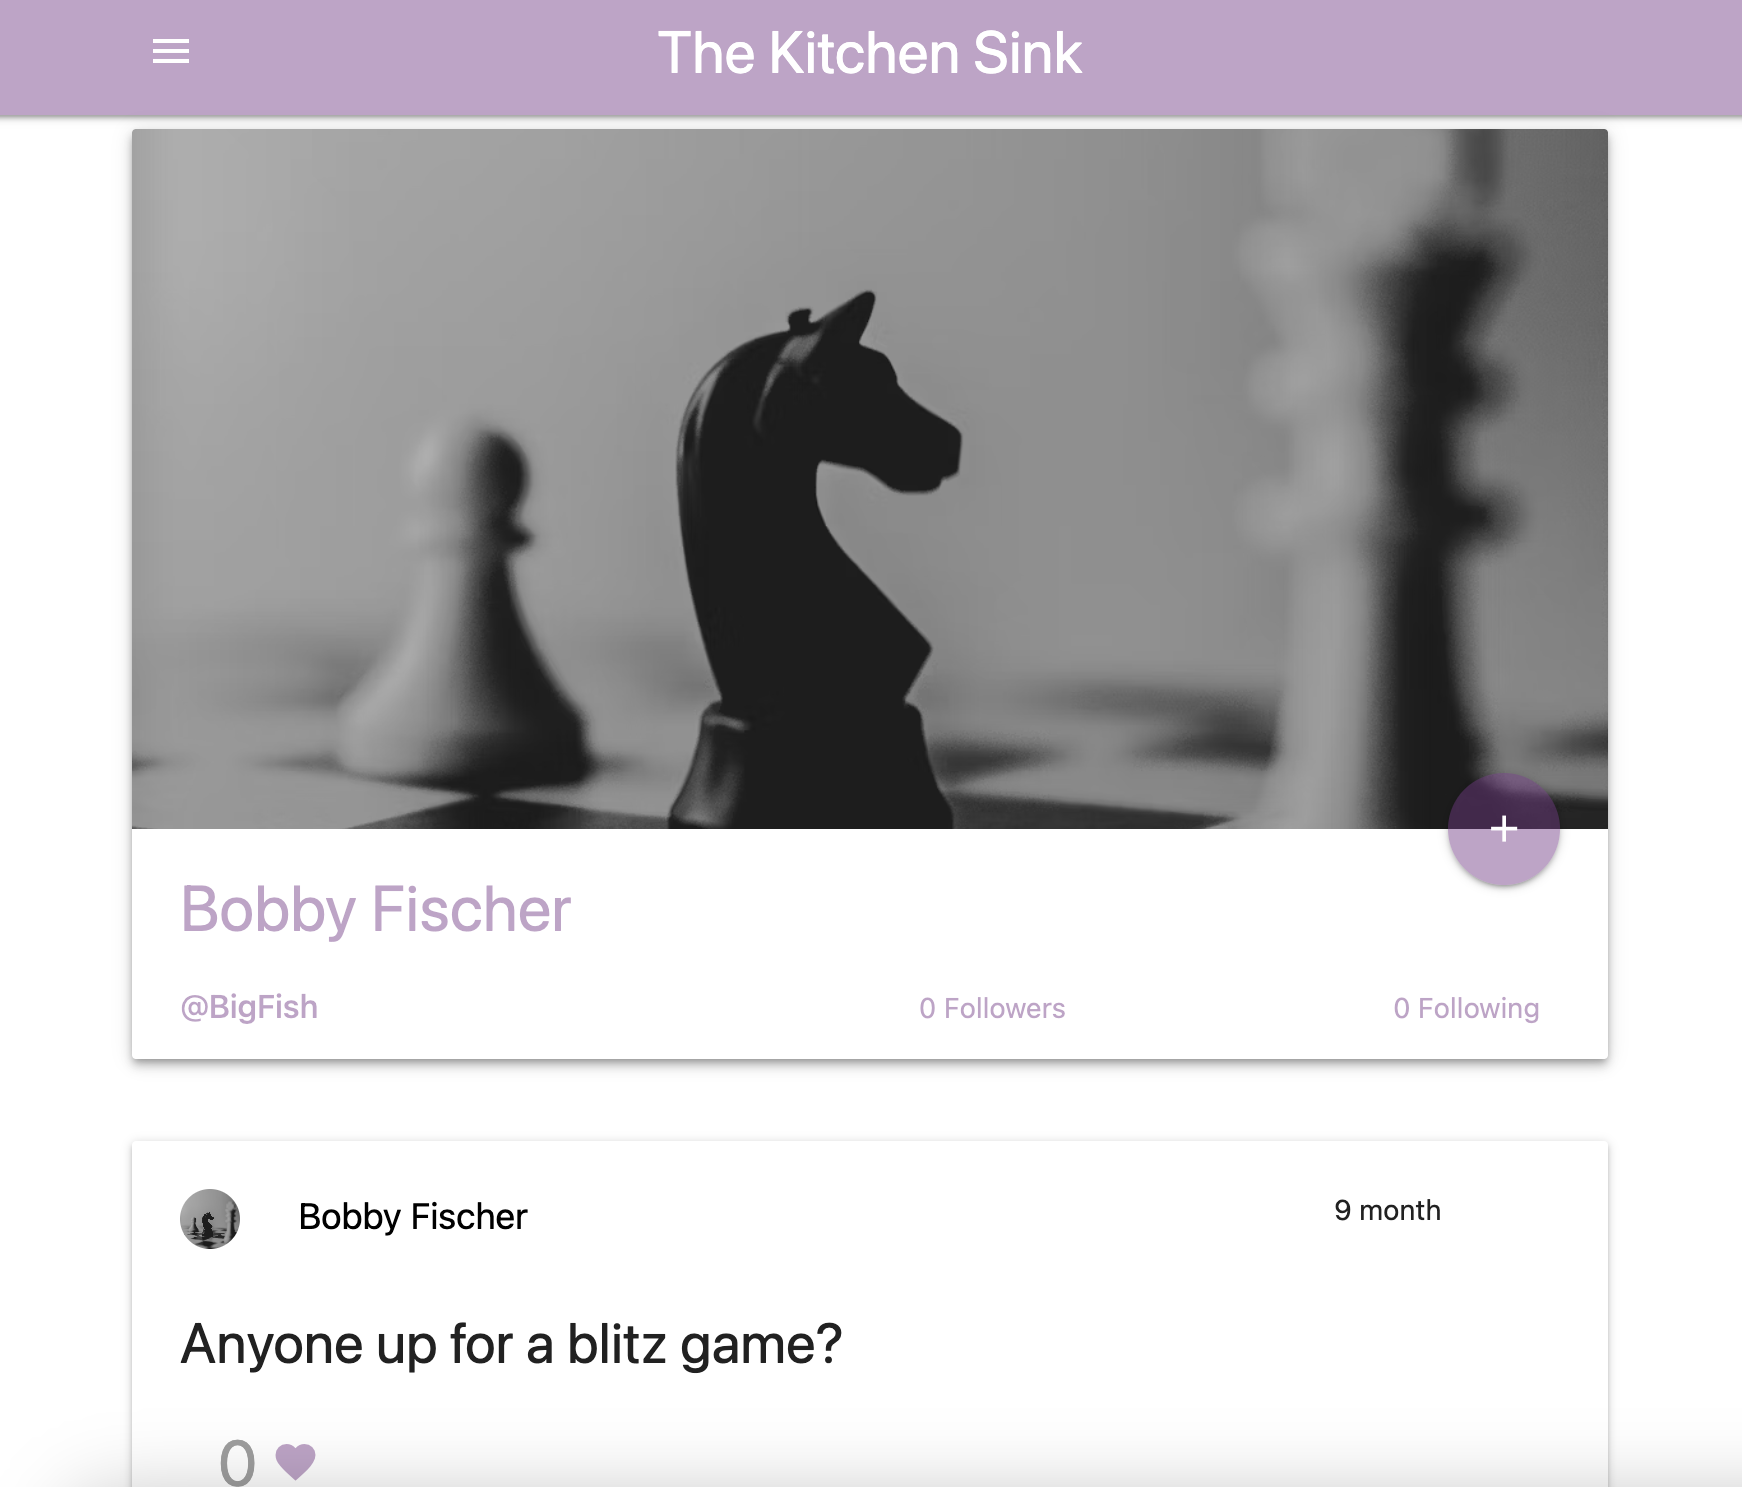 The Kitchen Sink
+
Bobby Fischer
@BigFish
0 Followers
0 Following
Bobby Fischer
9 month
Anyone up for a blitz game?
0